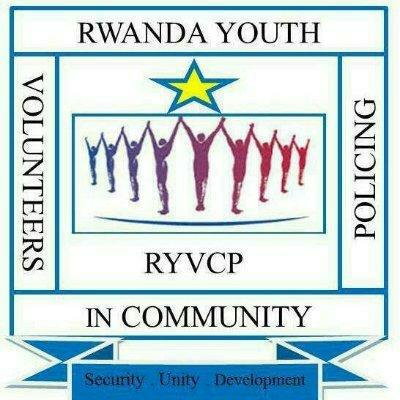 RWANDA YOUTH
VOLUNTEERS
POLICING
RYVCP
IN COMMUNITY
Security . Unity . Development